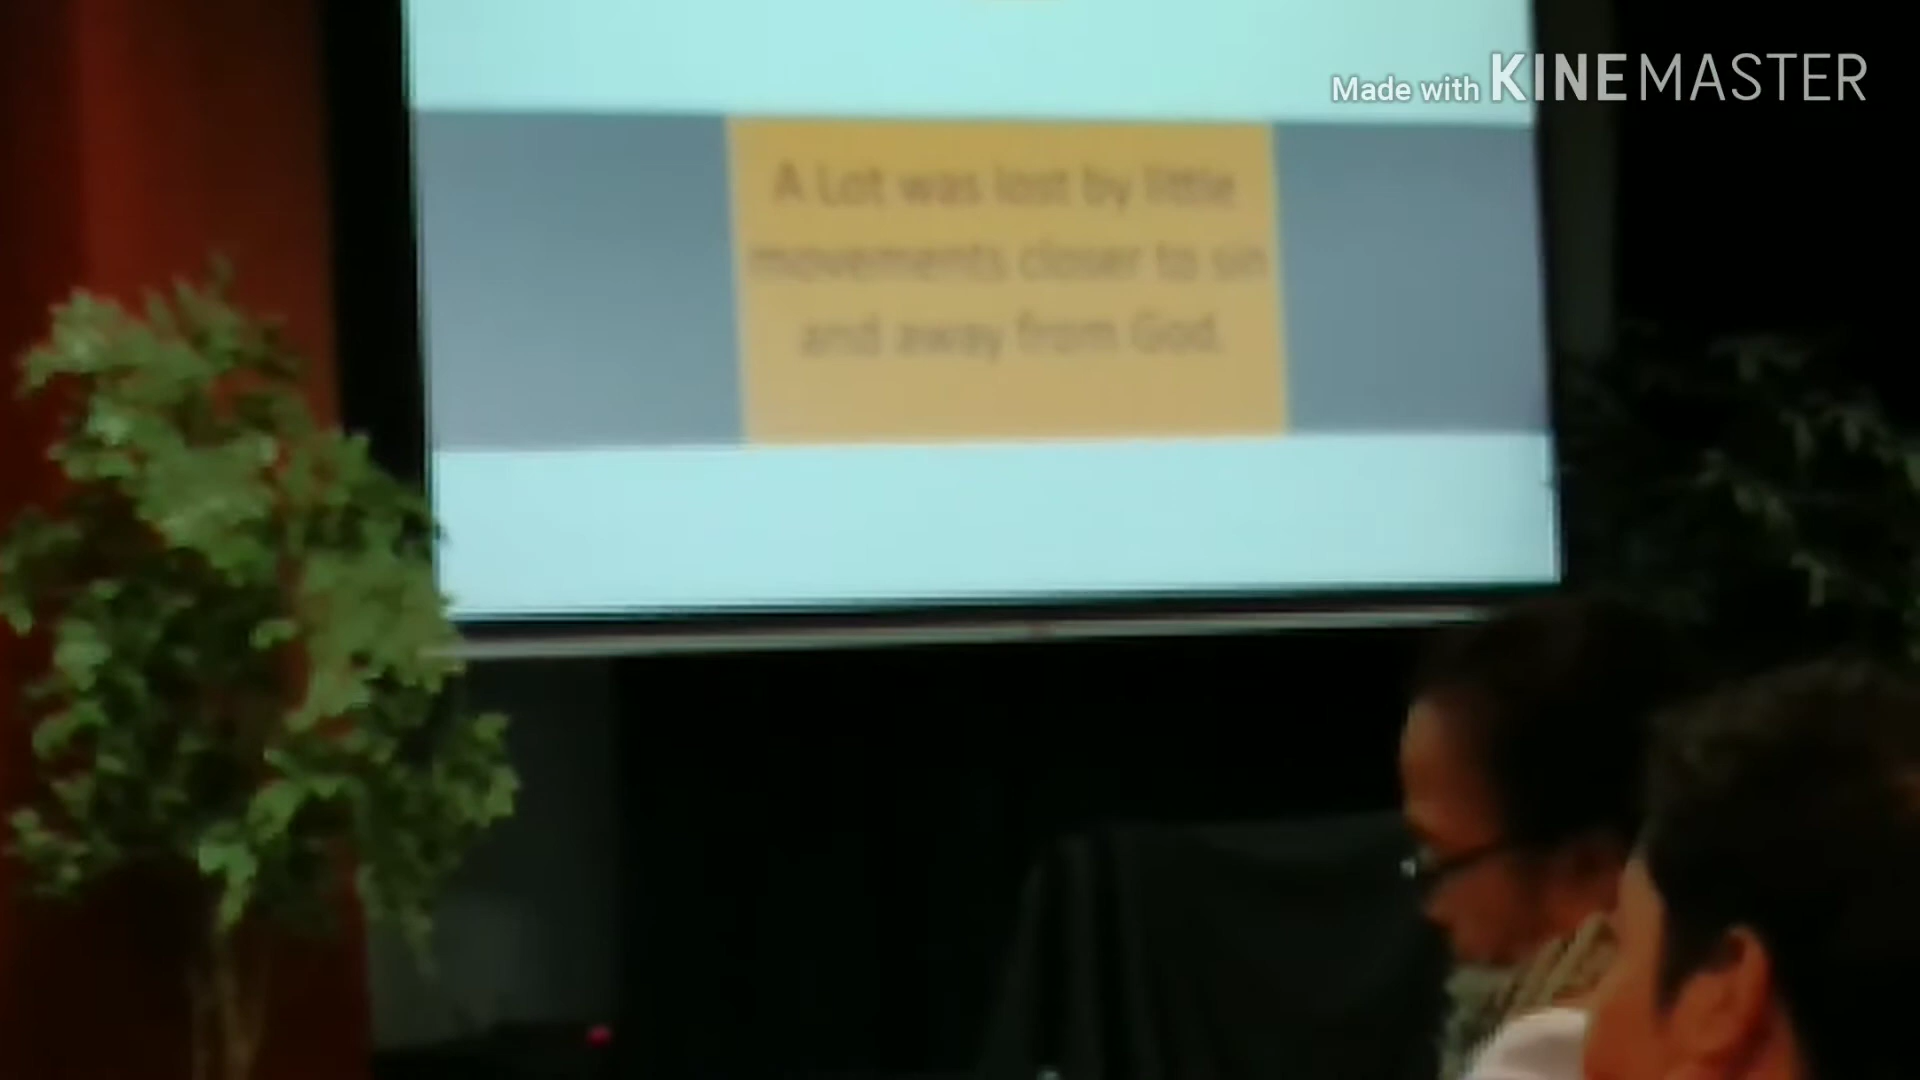 Made with KINEMASTER
A Lot was lost by little
movements closer to sin
and away from God.